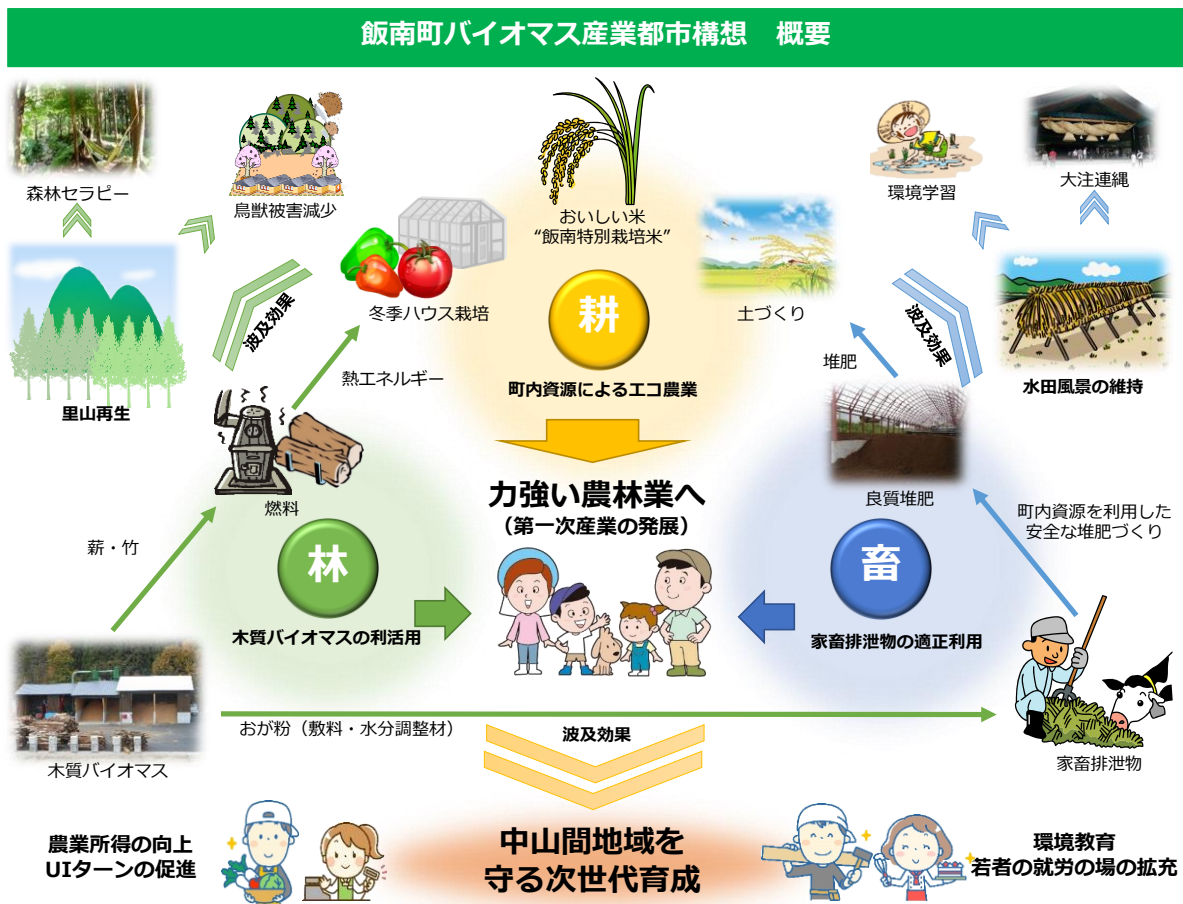 飯南町バイオマス産業都市構想　概要
森林セラピー
鳥獣被害減少
おいしい米
“飯南特別栽培米”
環境学習
大注連縄
冬季ハウス栽培
耕
土づくり
波及効果
熱エネルギー
町内資源によるエコ農業
堆肥
波及効果
水田風景の維持
里山再生
燃料
力強い農林業へ
（第一次産業の発展）
良質堆肥
町内資源を利用した
安全な堆肥づくり
薪・竹
林
畜
木質バイオマスの利活用
家畜排泄物の適正利用
おが粉（敷料・水分調整材）
波及効果
木質バイオマス
家畜排泄物
農業所得の向上
UIターンの促進
中山間地域を
守る次世代育成
環境教育
若者の就労の場の拡充